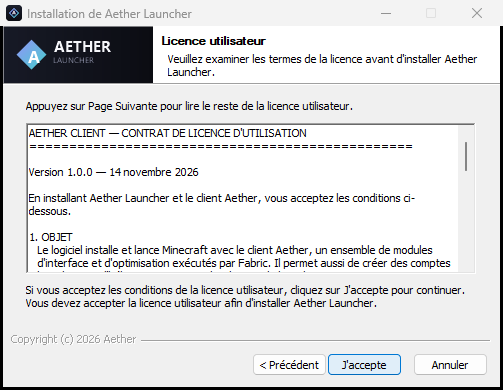 Installation de Aether Launcher
A
AETHER
LAUNCHER
Licence utilisateur
Veuillez examiner les termes de la licence avant d'installer Aether
Launcher.
Appuyez sur Page Suivante pour lire le reste de la licence utilisateur.
AETHER CLIENT — CONTRAT DE LICENCE D'UTILISATION
================================================
Version 1.0.0 — 14 novembre 2026
En installant Aether Launcher et le client Aether, vous acceptez les conditions ci-
dessous.
1. OBJET
Le logiciel installe et lance Minecraft avec le client Aether, un ensemble de modules
d'interface et d'optimisation exécutés par Fabric. Il permet aussi de créer des comptes
Si vous acceptez les conditions de la licence utilisateur, cliquez sur J'accepte pour continuer.
Vous devez accepter la licence utilisateur afin d'installer Aether Launcher.
Copyright (c) 2026 Aether
< Précédent
J'accepte
Annuler